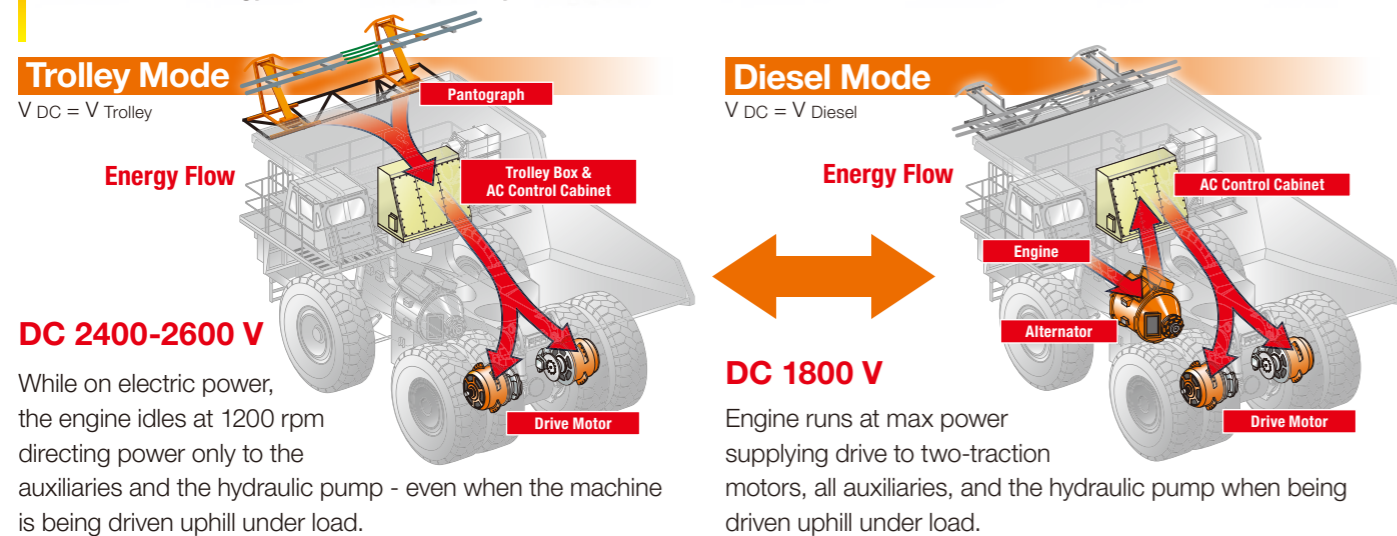 Trolley Mode
V DC = V Trolley
Pantograph
Energy Flow
Trolley Box &
AC Control Cabinet
DC 2400-2600 V
While on electric power,
the engine idles at 1200 rpm
directing power only to the
auxiliaries and the hydraulic pump - even when the machine
is being driven uphill under load.
Drive Motor
Diesel Mode
V DC = V Diesel
Energy Flow
AC Control Cabinet
Engine
Alternator
DC 1800 V
Drive Motor
Engine runs at max power
supplying drive to two-traction
motors, all auxiliaries, and the hydraulic pump when being
driven uphill under load.